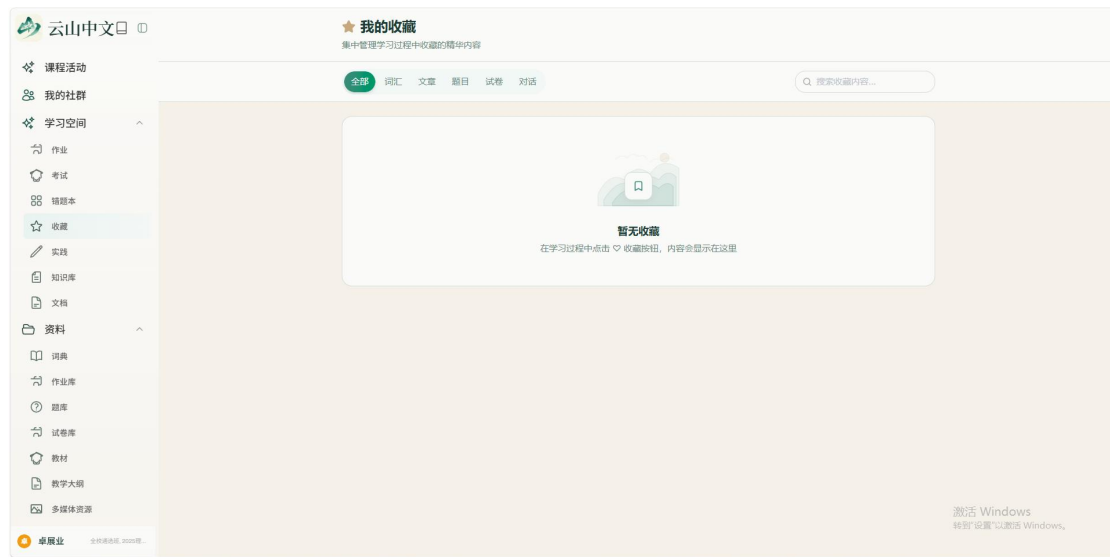 云山中文
课程活动
我的社群
学习空间
作业
考试
错题本
收藏
实践
知识库
文档
资料
词典
作业库
题库
试卷库
教材
教学大纲
多媒体资源
卓展业
我的收藏
集中管理学习过程中收藏的精华内容
全部 词汇 文章 题目 试卷 对话
搜索收藏内容...
暂无收藏
在学习过程中点击 ♡ 收藏按钮，内容会显示在这里
激活 Windows
转到"设置"以激活 Windows。